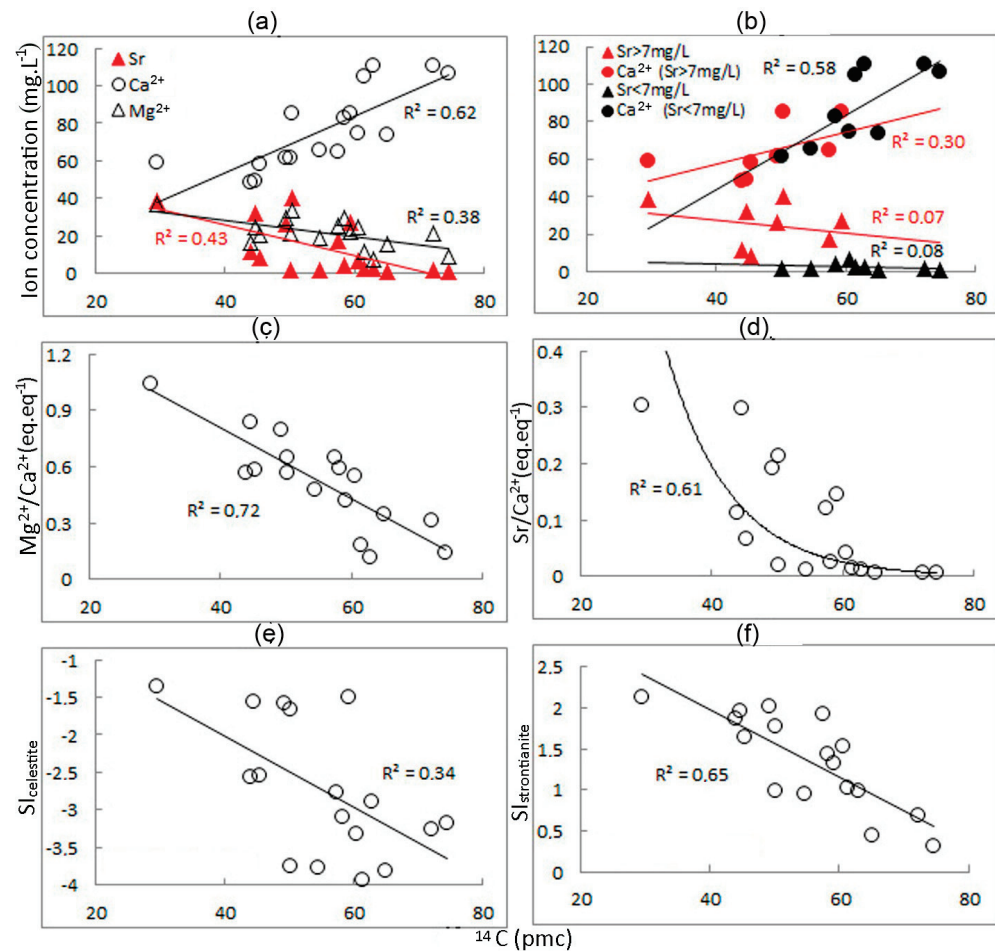 (a)
Ion concentration (mg.L⁻¹)
120
100
80
60
40
20
0
Sr
Ca²⁺
Mg²⁺
R² = 0.62
R² = 0.38
R² = 0.43
20 40 60 80
(b)
120
100
80
60
40
20
0
Sr>7mg/L
Ca²⁺ (Sr>7mg/L)
Sr<7mg/L
Ca²⁺ (Sr<7mg/L)
R² = 0,58
R² = 0.30
R² = 0.07
R² = 0.08
20 40 60 80
(c)
Mg²⁺/Ca²⁺(eq.eq⁻¹)
1.2
0.9
0.6
0.3
0
R² = 0.72
20 40 60 80
(d)
Sr/Ca²⁺(eq.eq⁻¹)
0.4
0.3
0.2
0.1
0
R² = 0.61
20 40 60 80
(e)
SIcelestite
-1
-1.5
-2
-2.5
-3
-3.5
-4
R² = 0.34
20 40 60 80
(f)
SIstrontianite
2.5
2
1.5
1
0.5
0
R² = 0.65
20 40 60 80
¹⁴C (pmc)